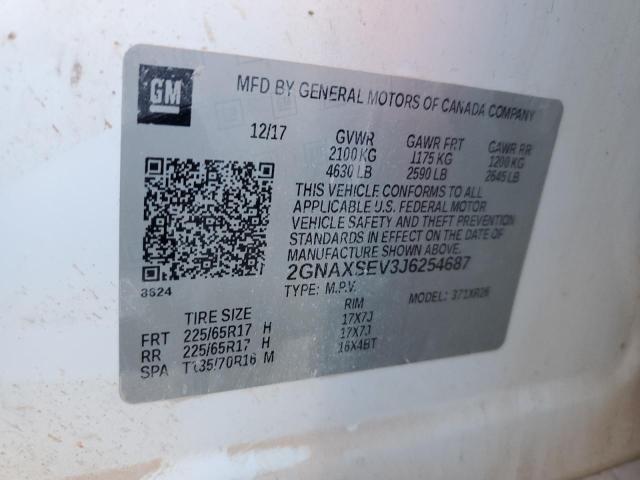 GM
MFD BY GENERAL MOTORS OF CANADA COMPANY
12/17 GVWR GAWR FRT GAWR RR
2100 KG 1175 KG 1200 KG
4630 LB 2590 LB 2645 LB
THIS VEHICLE CONFORMS TO ALL
APPLICABLE U.S. FEDERAL MOTOR
VEHICLE SAFETY AND THEFT PREVENTION
STANDARDS IN EFFECT ON THE DATE OF
MANUFACTURE SHOWN ABOVE.
2GNAXSEV3J6254687
3624
TYPE: M.P.V. MODEL: 371XR26
TIRE SIZE RIM
FRT 225/65R17 H 17X7J
RR 225/65R17 H 17X7J
SPA T135/70R16 M 16X4BT